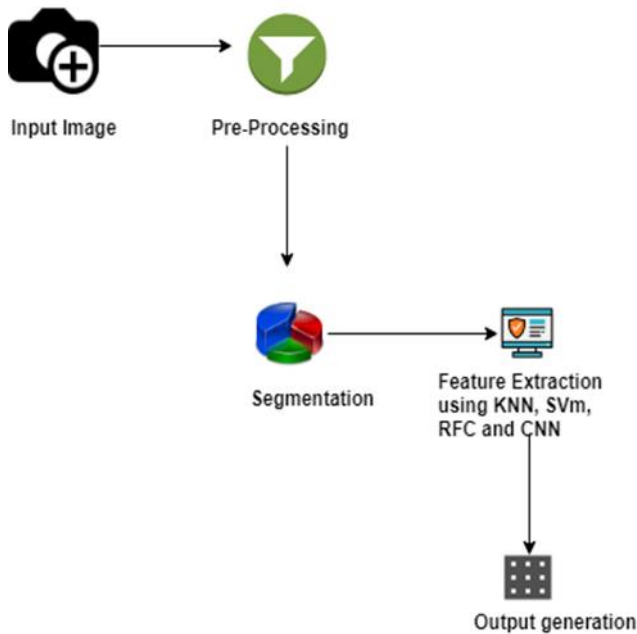 Input Image
Pre-Processing
Segmentation
Feature Extraction
using KNN, SVm,
RFC and CNN
Output generation